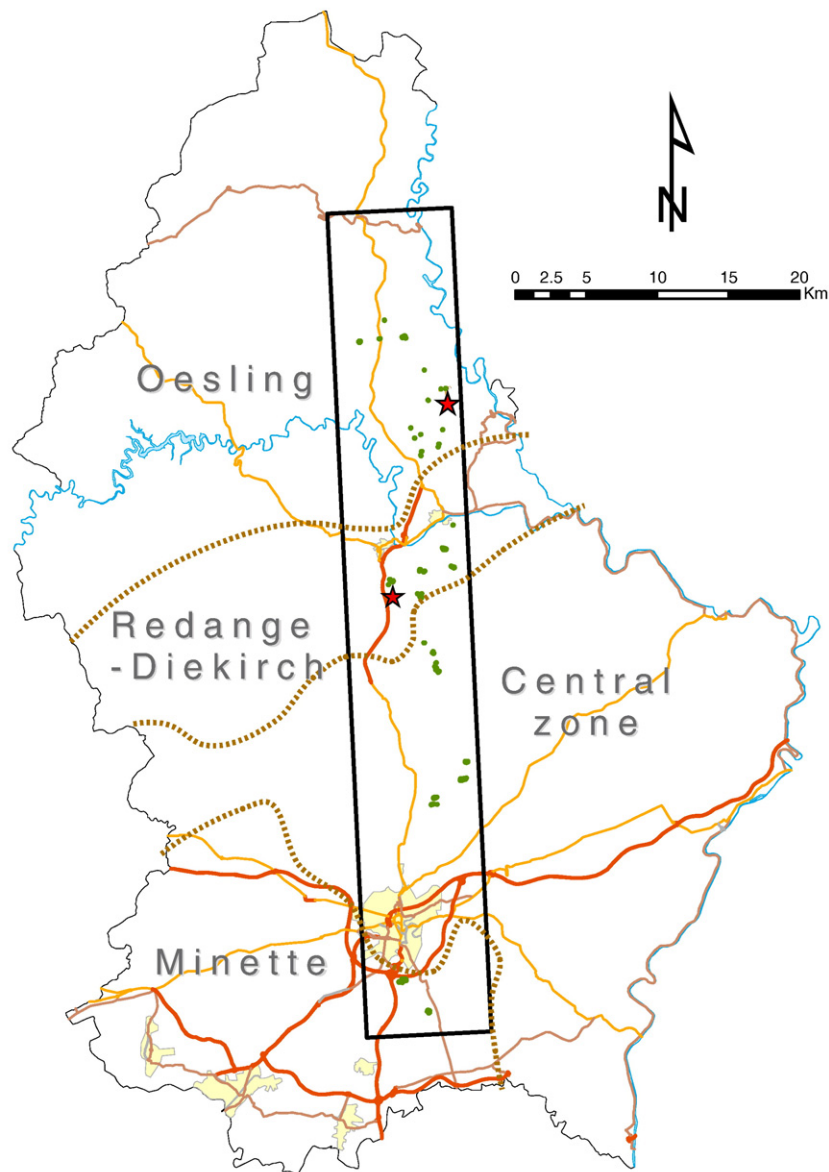 N
0 2.5 5 10 15 20
Km
Oesling
Redange
-Diekirch
Central
zone
Minette